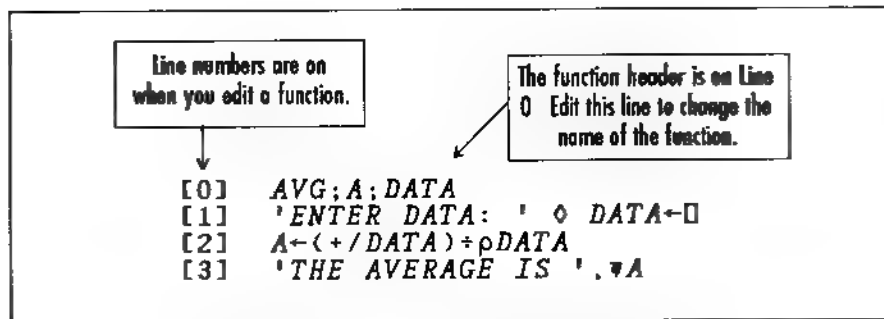 Line numbers are on
when you edit a function.
The function header is on Line
0 Edit this line to change the
name of the function.
[0] AVG;A;DATA
[1] 'ENTER DATA: ' ◊ DATA←⎕
[2] A←(+/DATA)÷⍴DATA
[3] 'THE AVERAGE IS ',⍕A